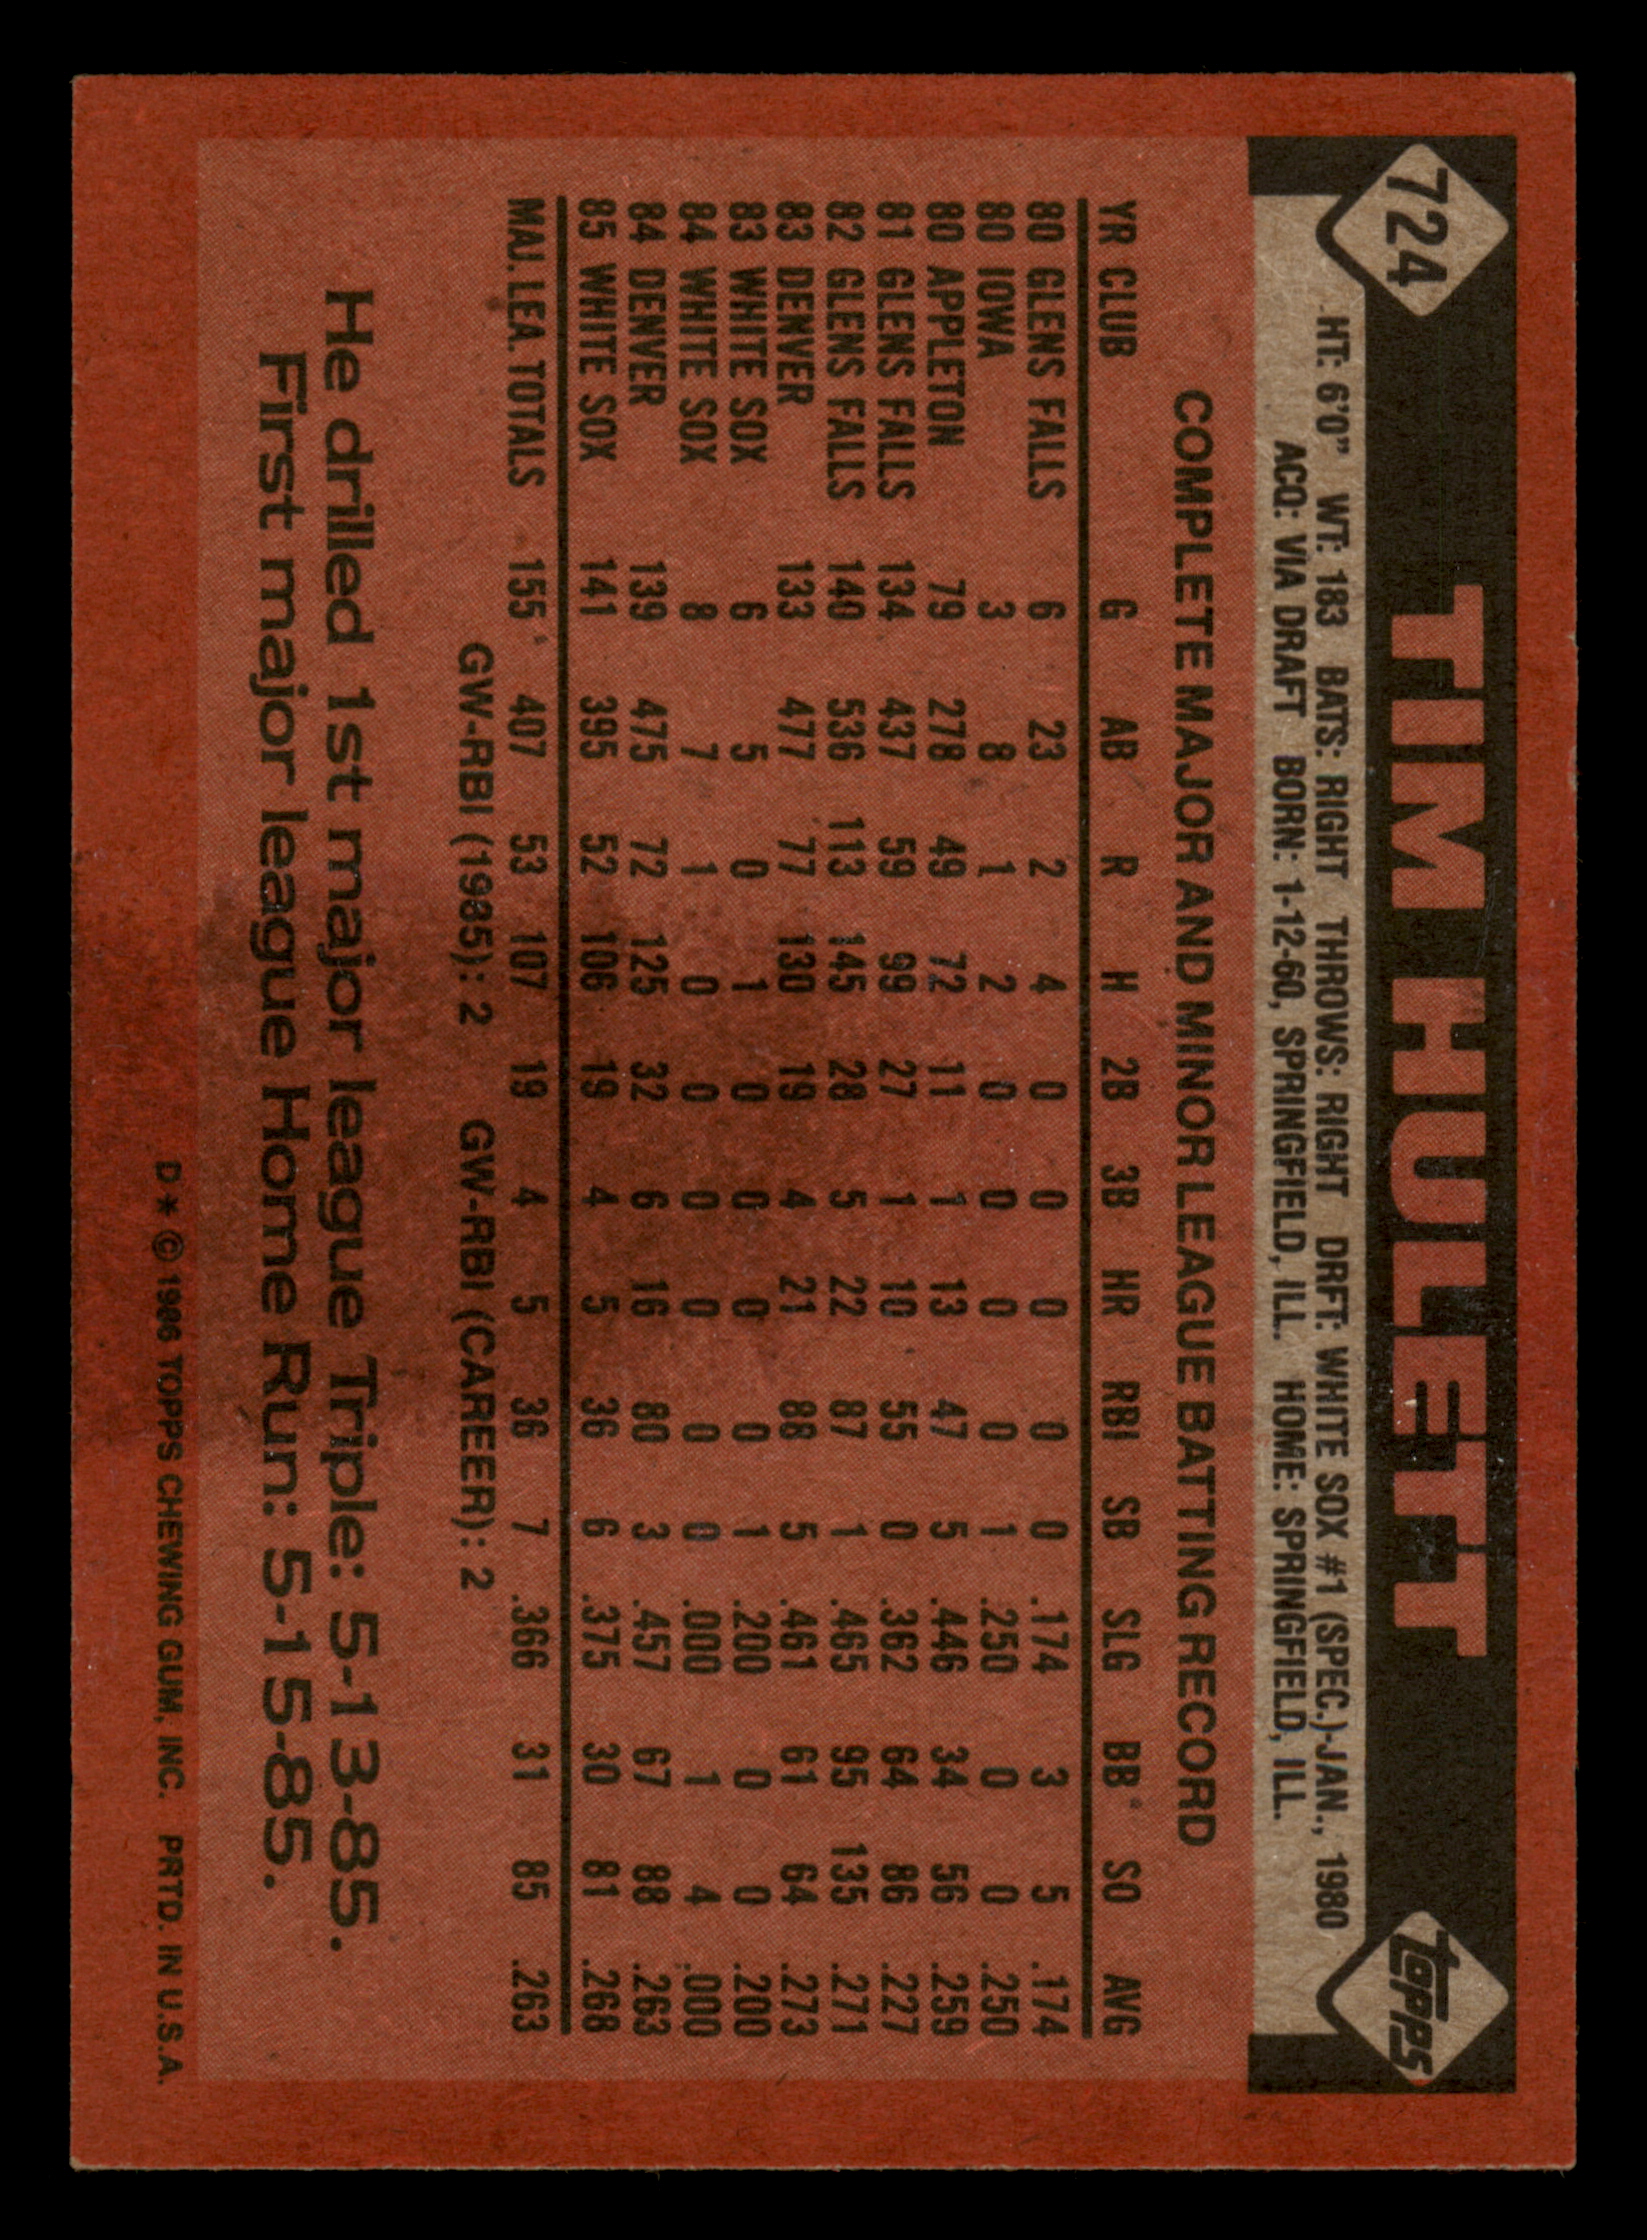 724 TIM HULETT topps
HT: 6'0" WT: 183 BATS: RIGHT THROWS: RIGHT DRFT: WHITE SOX #1 (SPEC.)-JAN., 1980
ACQ: VIA DRAFT BORN: 1-12-60, SPRINGFIELD, ILL. HOME: SPRINGFIELD, ILL.
COMPLETE MAJOR AND MINOR LEAGUE BATTING RECORD
YR CLUB G AB R H 2B 3B HR RBI SB SLG BB SO AVG
80 GLENS FALLS 6 23 2 4 0 0 0 0 0 .174 3 5 .174
80 IOWA 3 8 1 2 0 0 0 0 1 .250 0 0 .250
80 APPLETON 79 278 49 72 11 1 13 47 5 .446 34 56 .259
81 GLENS FALLS 134 437 59 99 27 1 10 55 0 .362 64 86 .227
82 GLENS FALLS 140 536 113 145 28 5 22 87 1 .465 95 135 .271
83 DENVER 133 477 77 130 19 4 21 88 5 .461 61 64 .273
83 WHITE SOX 6 5 0 1 0 0 0 0 1 .200 0 0 .200
84 WHITE SOX 8 7 1 0 0 0 0 0 0 .000 1 4 .000
84 DENVER 139 475 72 125 32 6 16 80 3 .457 67 88 .263
85 WHITE SOX 141 395 52 106 19 4 5 36 6 .375 30 81 .268
MAJ. LEA. TOTALS 155 407 53 107 19 4 5 36 7 .366 31 85 .263
GW-RBI (1985): 2 GW-RBI (CAREER): 2
He drilled 1st major league Triple: 5-13-85.
First major league Home Run: 5-15-85.
D * © 1986 TOPPS CHEWING GUM, INC. PRTD. IN U.S.A.